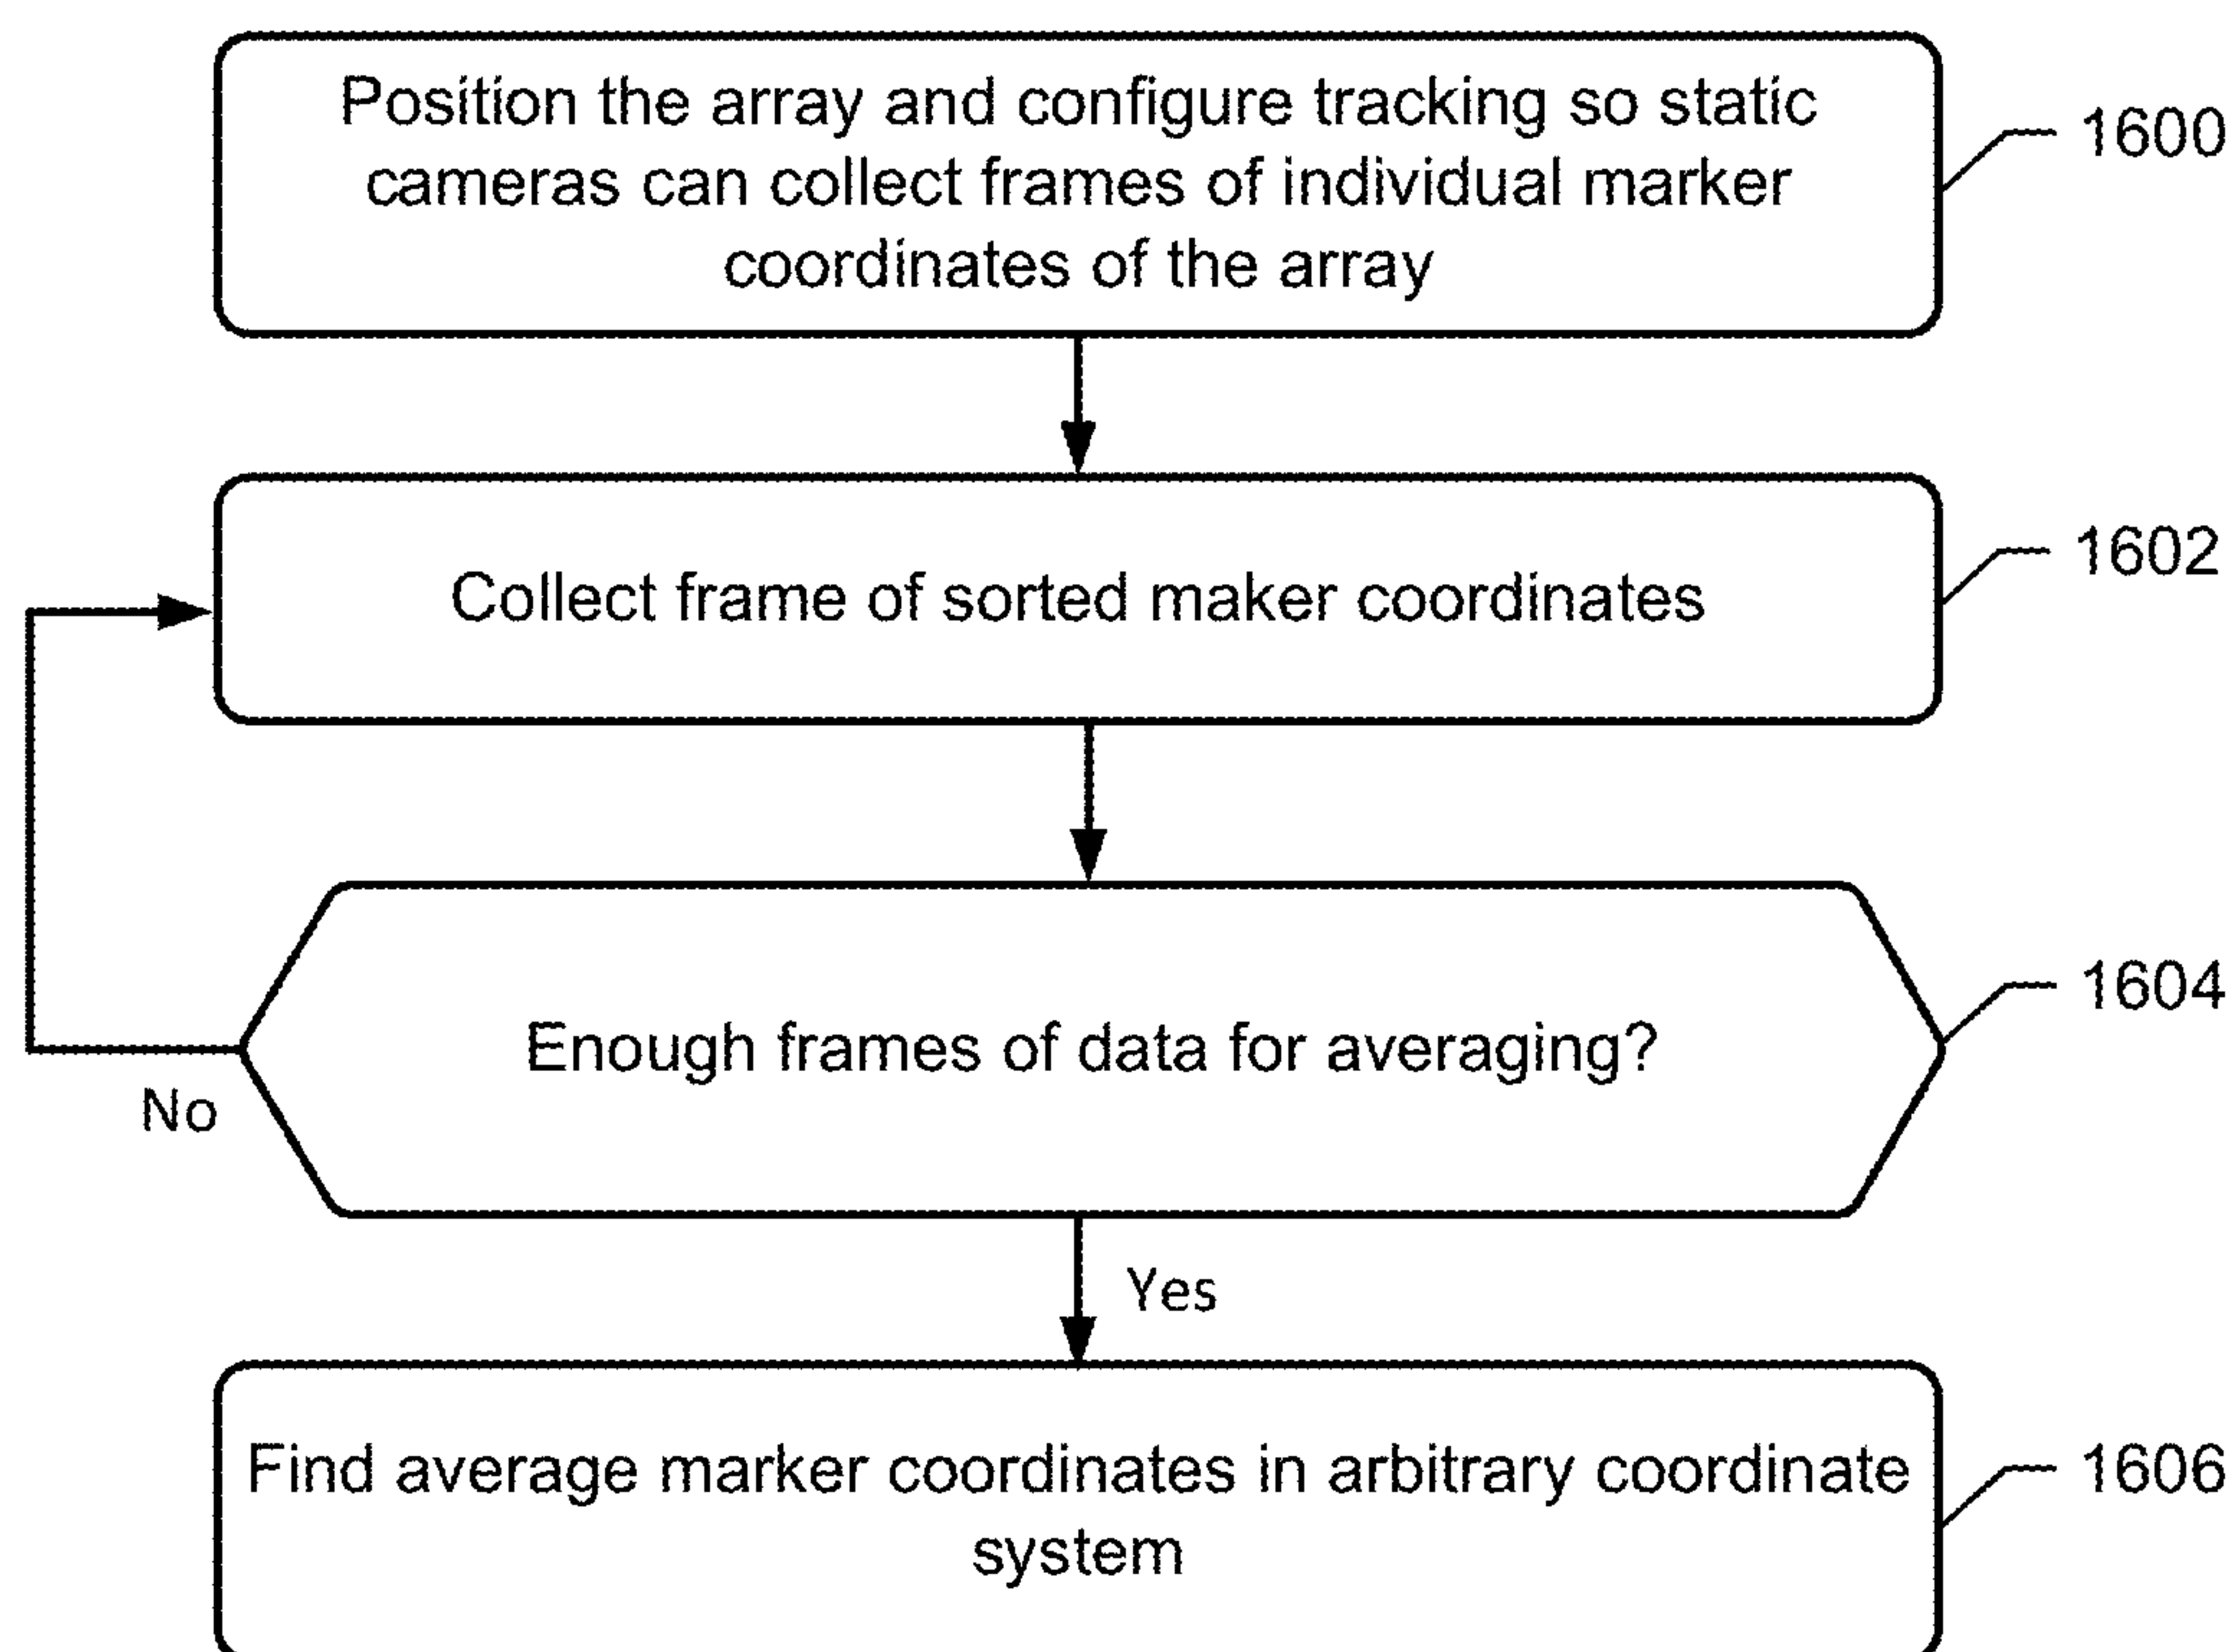 Position the array and configure tracking so static
cameras can collect frames of individual marker
coordinates of the array
1600
Collect frame of sorted maker coordinates
1602
Enough frames of data for averaging?
1604
No
Yes
Find average marker coordinates in arbitrary coordinate
system
1606